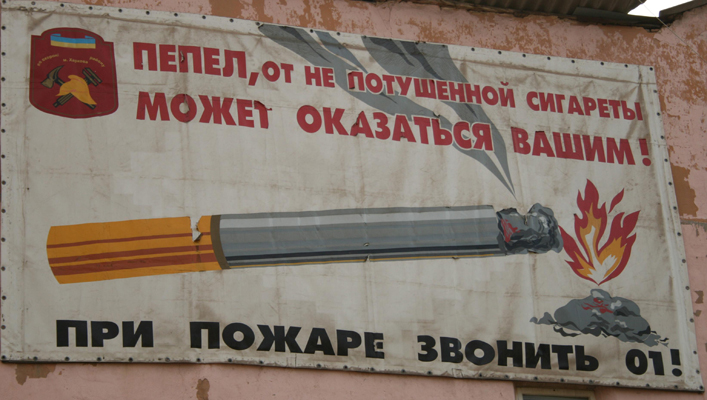 ПЕПЕЛ, ОТ НЕ ПОТУШЕННОЙ СИГАРЕТЫ
МОЖЕТ ОКАЗАТЬСЯ ВАШИМ!
ПРИ ПОЖАРЕ ЗВОНИТЬ 01!